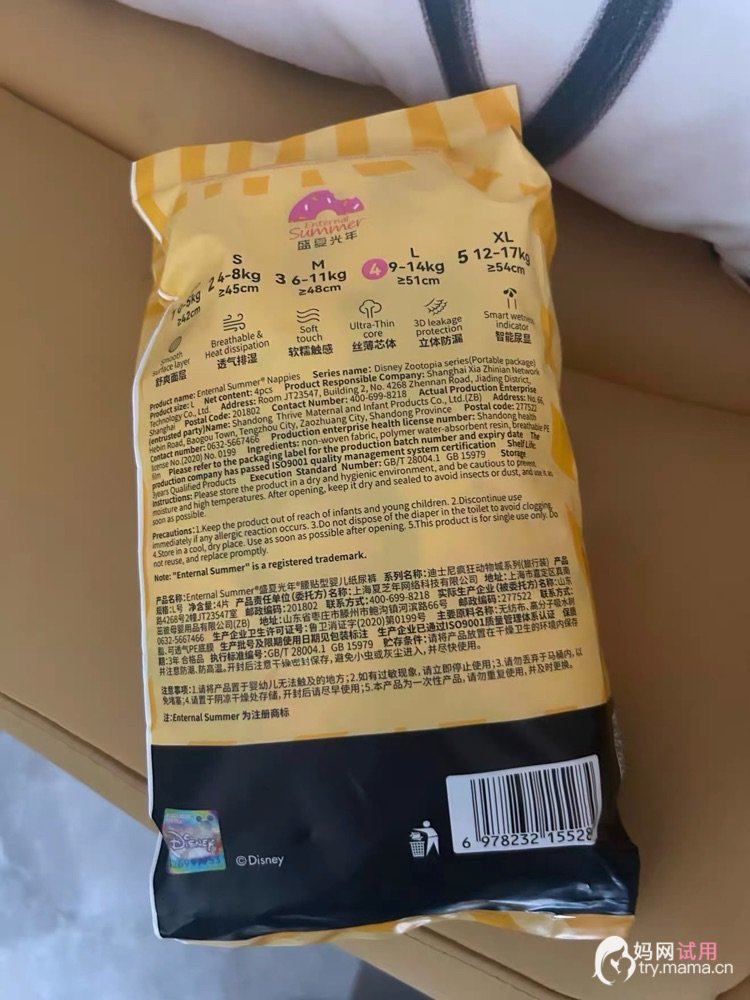 Enternal
Summer
盛夏光年
S
24-8kg
≥45cm
M
3 6-11kg
≥48cm
L
4 9-14kg
≥51cm
XL
5 12-17kg
≥54cm
1 0-5kg
≥42cm
Smooth
surface layer
舒爽面层
Breathable &
Heat dissipation
透气排湿
Soft
touch
软糯触感
Ultra-Thin
core
丝薄芯体
3D leakage
protection
立体防漏
Smart wetness
indicator
智能尿显
Product name: Enternal Summer® Nappies Series name: Disney Zootopia series(Portable package)
Product size: L Net content: 4pcs Product Responsible Company: Shanghai Xia Zhinian Network
Technology Co., Ltd. Address: Room JT23547, Building 2, No. 4268 Zhennan Road, Jiading District,
Shanghai Postal Code: 201802 Contact Number: 400-699-8218 Actual Production Enterprise
(entrusted party)Name: Shandong Thrive Maternal and Infant Products Co., Ltd.(ZB) Address: No. 66,
Hebin Road, Baogou Town, Tengzhou City, Zaozhuang City, Shandong Province Postal code: 277522
Contact number: 0632-5667466 Production enterprise health license number: Shandong health
license No.(2020) No. 0199 Ingredients: non-woven fabric, polymer water-absorbent resin, breathable PE
film Please refer to the packaging label for the production batch number and expiry date The
production company has passed ISO9001 quality management system certification Shelf Life:
3years Qualified Products Execution Standard Number: GB/T 28004.1 GB 15979 Storage
Instructions: Please store the product in a dry and hygienic environment, and be cautious to prevent
moisture and high temperatures. After opening, keep it dry and sealed to avoid insects or dust, and use it as
soon as possible.
Precautions:1.Keep the product out of reach of infants and young children. 2.Discontinue use
immediately if any allergic reaction occurs. 3.Do not dispose of the diaper in the toilet to avoid clogging.
4.Store in a cool, dry place. Use as soon as possible after opening. 5.This product is for single use only. Do
not reuse, and replace promptly.
Note: "Enternal Summer" is a registered trademark.
产品名称: Enternal Summer®盛夏光年®腰贴型婴儿纸尿裤 系列名称:迪士尼疯狂动物城系列(旅行装) 产品
规格:L号 净含量:4片 产品责任单位(委托方)名称:上海夏芝年网络科技有限公司 地址:上海市嘉定区真南
路4268号2幢JT23547室 邮政编码:201802 联系方式:400-699-8218 实际生产企业(被委托方)名称:山东
茁硕母婴用品有限公司(ZB) 地址:山东省枣庄市滕州市鲍沟镇河滨路66号 邮政编码:277522 联系方式:
0632-5667466 生产企业卫生许可证号:鲁卫消证字(2020)第0199号 主要原料名称:无纺布、高分子吸水树
脂、可透气PE底膜 生产批号及限期使用日期见包装标注 生产企业已通过ISO9001质量管理体系认证 保质
期:3年 合格品 执行标准编号:GB/T 28004.1 GB 15979 贮存条件:请将产品放置在干燥卫生的环境内保存
并注意防潮、防高温。开封后注意干燥密封保存,避免小虫或灰尘进入,并尽快使用。
注意事项:1.请将产品置于婴幼儿无法触及的地方;2.如有过敏现象,请立即停止使用;3.请勿丢弃于马桶内,以
免堵塞;4.请置于阴凉干燥处存储,开封后请尽早使用;5.本产品为一次性产品,请勿重复使用,并及时更换。
注:Enternal Summer 为注册商标
Disney
©Disney
6 978232 15528
妈网试用
try.mama.cn